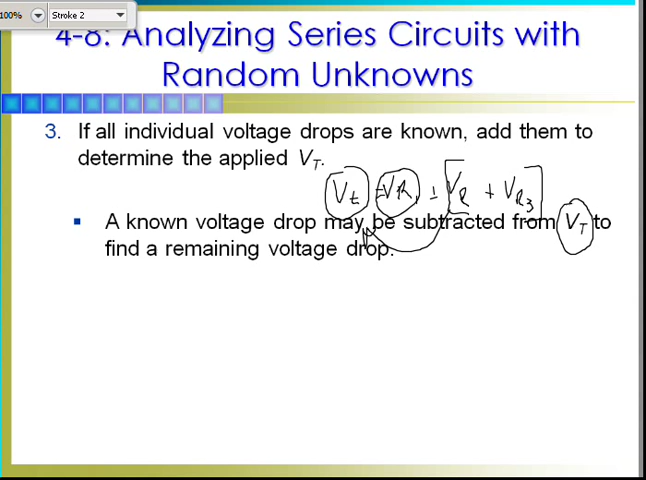 100% Stroke 2
4-8: Analyzing Series Circuits with
Random Unknowns
3. If all individual voltage drops are known, add them to
determine the applied VT.
Vt = VR1 + [VR + VR3]
▪ A known voltage drop may be subtracted from VT to
find a remaining voltage drop.